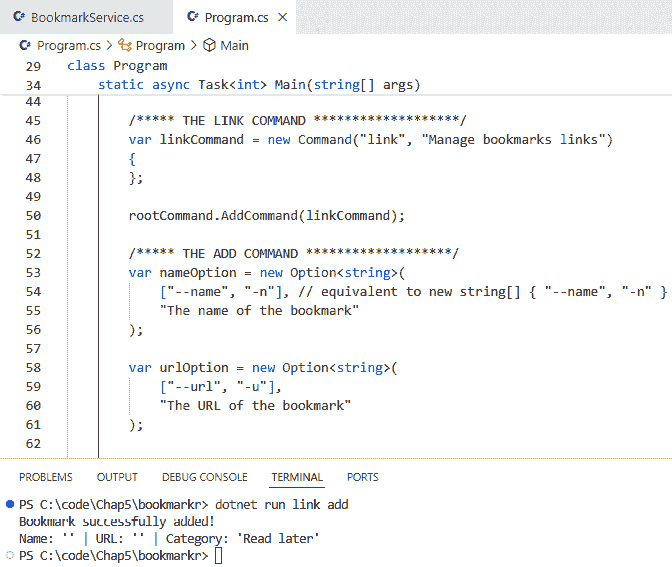 C# BookmarkService.cs
C# Program.cs ×
C# Program.cs > Program > Main
29 class Program
34 static async Task<int> Main(string[] args)
44
45 /***** THE LINK COMMAND *******************/
46 var linkCommand = new Command("link", "Manage bookmarks links")
47 {
48 };
49
50 rootCommand.AddCommand(linkCommand);
51
52 /***** THE ADD COMMAND *******************/
53 var nameOption = new Option<string>(
54 ["--name", "-n"], // equivalent to new string[] { "--name", "-n" }
55 "The name of the bookmark"
56 );
57
58 var urlOption = new Option<string>(
59 ["--url", "-u"],
60 "The URL of the bookmark"
61 );
62
PROBLEMS OUTPUT DEBUG CONSOLE TERMINAL PORTS
PS C:\code\Chap5\bookmarkr> dotnet run link add
Bookmark successfully added!
Name: '' | URL: '' | Category: 'Read later'
PS C:\code\Chap5\bookmarkr>